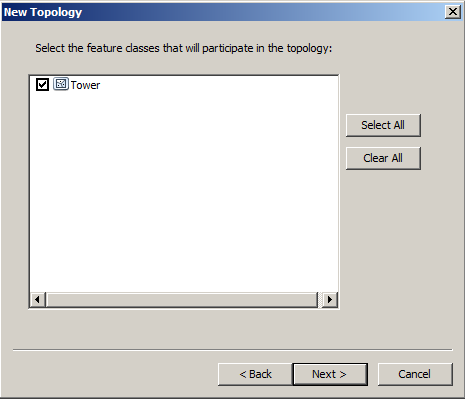 New Topology
Select the feature classes that will participate in the topology:
Tower
Select All
Clear All
< Back
Next >
Cancel